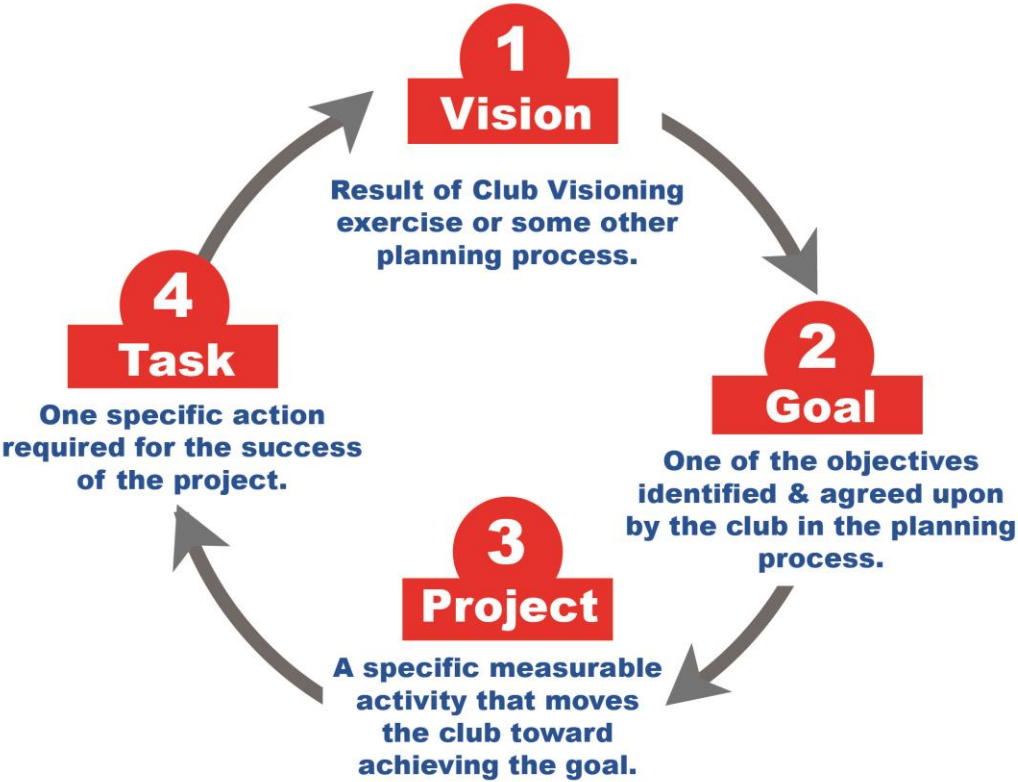 1
Vision
Result of Club Visioning
exercise or some other
planning process.
2
Goal
One of the objectives
identified & agreed upon
by the club in the planning
process.
3
Project
A specific measurable
activity that moves
the club toward
achieving the goal.
4
Task
One specific action
required for the success
of the project.